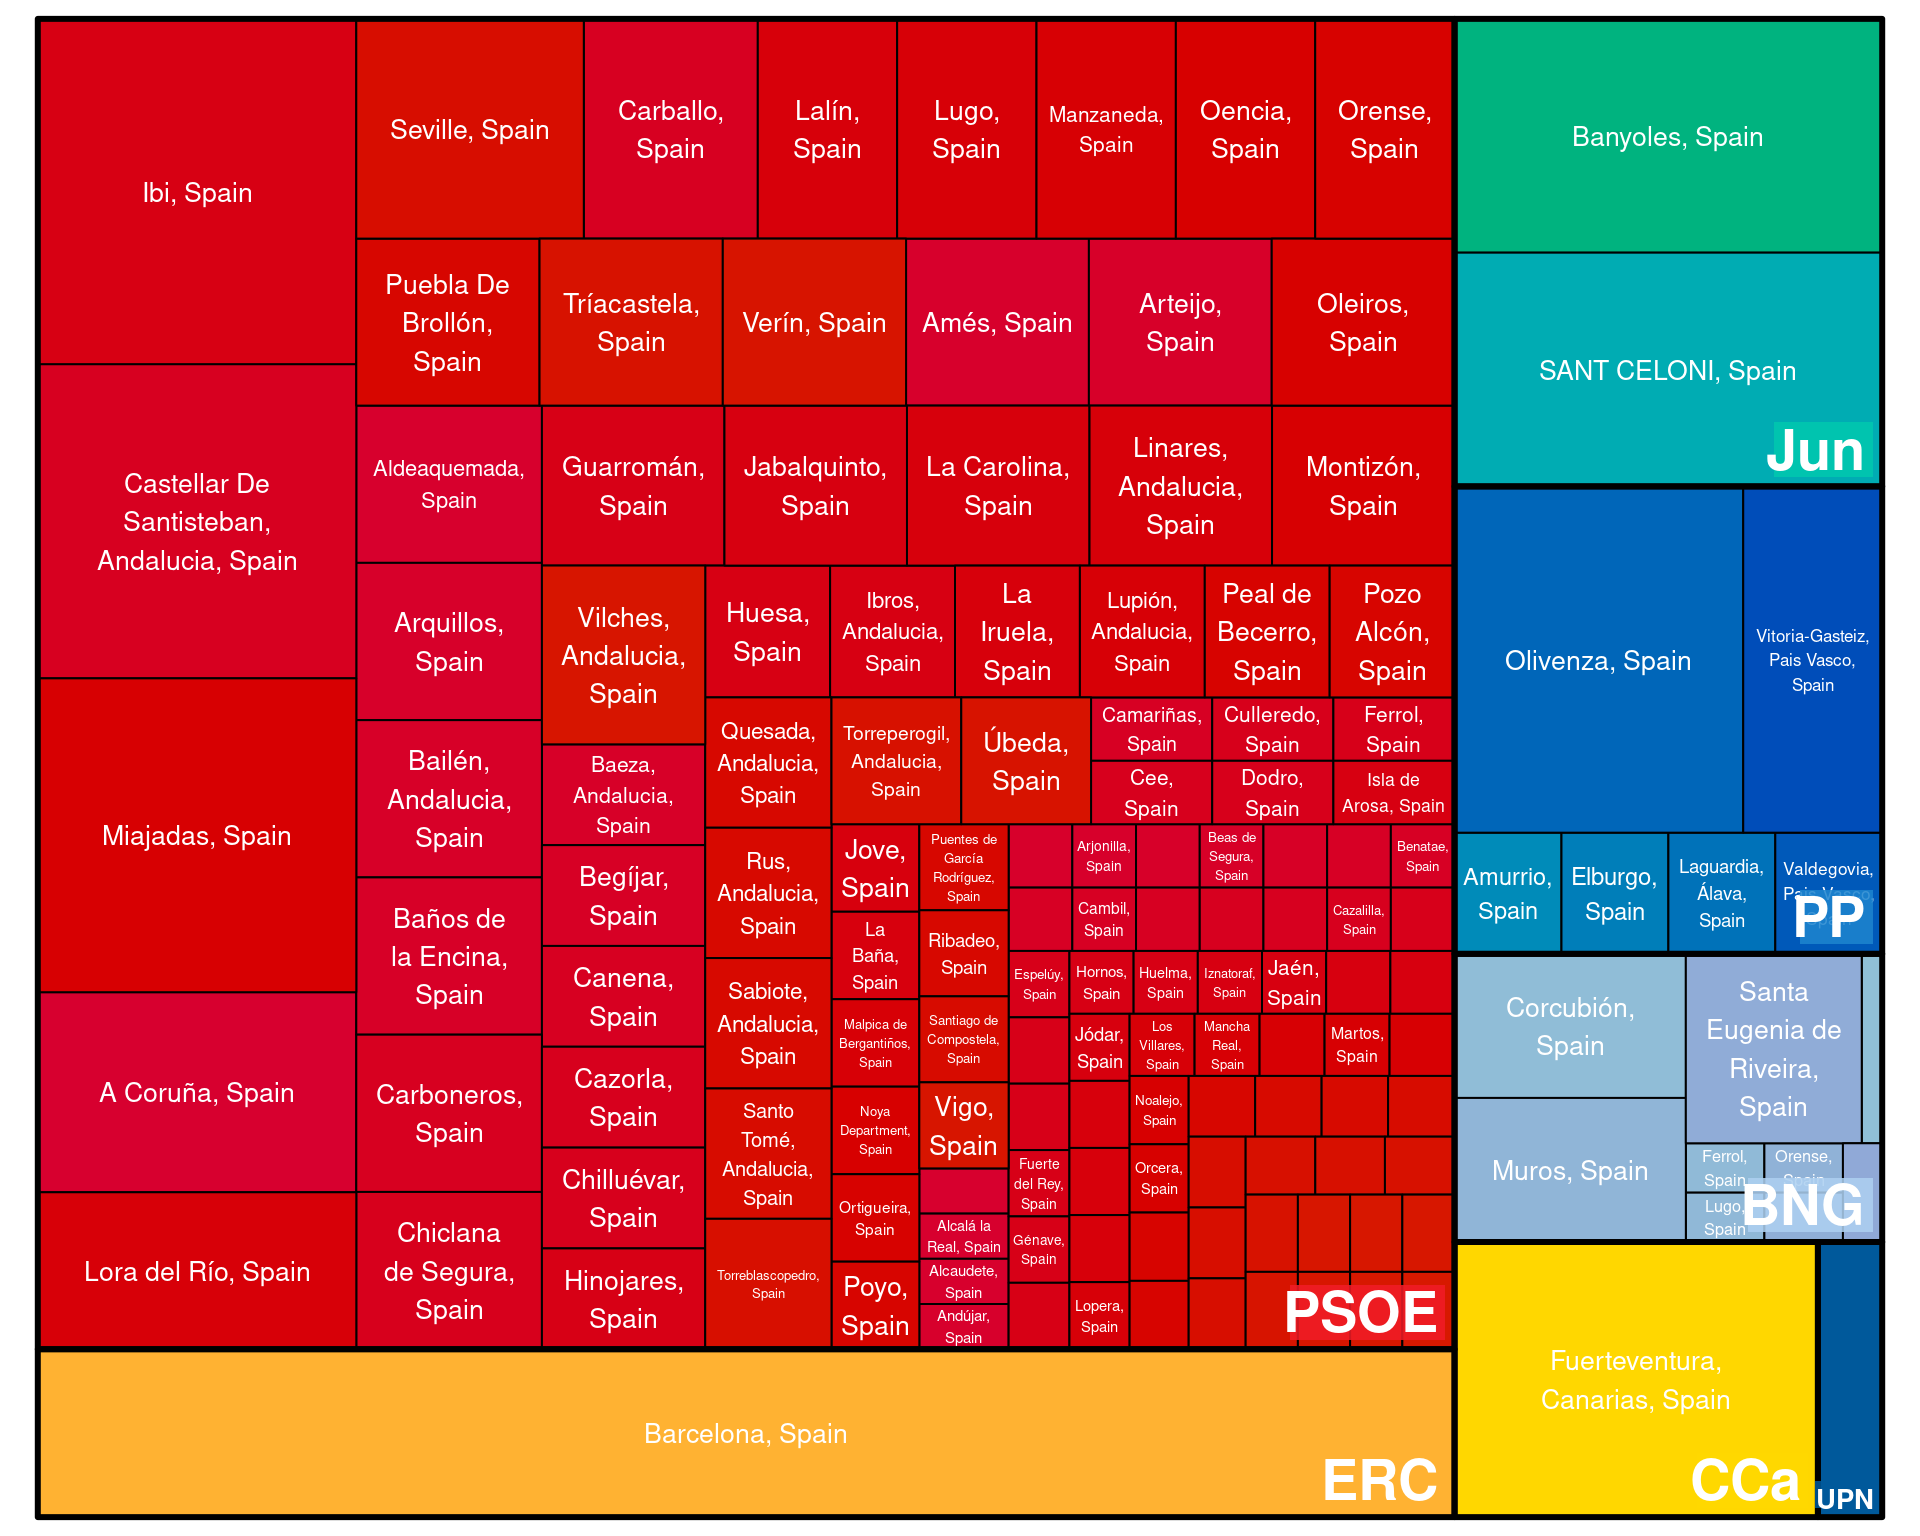 Ibi, Spain
Castellar De
Santisteban,
Andalucia, Spain
Miajadas, Spain
A Coruña, Spain
Lora del Río, Spain
Seville, Spain
Carballo,
Spain
Lalín,
Spain
Lugo,
Spain
Manzaneda,
Spain
Oencia,
Spain
Orense,
Spain
Puebla De
Brollón,
Spain
Tríacastela,
Spain
Verín, Spain
Amés, Spain
Arteijo,
Spain
Oleiros,
Spain
Aldeaquemada,
Spain
Arquillos,
Spain
Bailén,
Andalucia,
Spain
Baños de
la Encina,
Spain
Carboneros,
Spain
Chiclana
de Segura,
Spain
Guarromán,
Spain
Jabalquinto,
Spain
La Carolina,
Spain
Linares,
Andalucia,
Spain
Montizón,
Spain
Vilches,
Andalucia,
Spain
Baeza,
Andalucia,
Spain
Begíjar,
Spain
Canena,
Spain
Cazorla,
Spain
Chilluévar,
Spain
Hinojares,
Spain
Huesa,
Spain
Ibros,
Andalucia,
Spain
La
Iruela,
Spain
Lupión,
Andalucia,
Spain
Peal de
Becerro,
Spain
Pozo
Alcón,
Spain
Quesada,
Andalucia,
Spain
Rus,
Andalucia,
Spain
Sabiote,
Andalucia,
Spain
Santo
Tomé,
Andalucia,
Spain
Torreblascopedro,
Spain
Torreperogil,
Andalucia,
Spain
Úbeda,
Spain
Camariñas,
Spain
Culleredo,
Spain
Ferrol,
Spain
Cee,
Spain
Dodro,
Spain
Isla de
Arosa, Spain
Jove,
Spain
La
Baña,
Spain
Malpica de
Bergantiños,
Spain
Noya
Department,
Spain
Ortigueira,
Spain
Poyo,
Spain
Puentes de
García
Rodríguez,
Spain
Ribadeo,
Spain
Santiago de
Compostela,
Spain
Vigo,
Spain
Alcalá la
Real, Spain
Alcaudete,
Spain
Andújar,
Spain
Arjonilla,
Spain
Beas de
Segura,
Spain
Benatae,
Spain
Cambil,
Spain
Cazalilla,
Spain
Espelúy,
Spain
Fuerte
del Rey,
Spain
Génave,
Spain
Hornos,
Spain
Huelma,
Spain
Iznatoraf,
Spain
Jaén,
Spain
Jódar,
Spain
Lopera,
Spain
Los
Villares,
Spain
Mancha
Real,
Spain
Martos,
Spain
Noalejo,
Spain
Orcera,
Spain
PSOE
Barcelona, Spain
ERC
Banyoles, Spain
SANT CELONI, Spain
Jun
Olivenza, Spain
Vitoria-Gasteiz,
Pais Vasco,
Spain
Amurrio,
Spain
Elburgo,
Spain
Laguardia,
Álava,
Spain
Valdegovia,
Pais Vasco,
PP
Corcubión,
Spain
Muros, Spain
Santa
Eugenia de
Riveira,
Spain
Ferrol,
Spain
Orense,
Spain
Lugo,
Spain
BNG
Fuerteventura,
Canarias, Spain
CCa
UPN